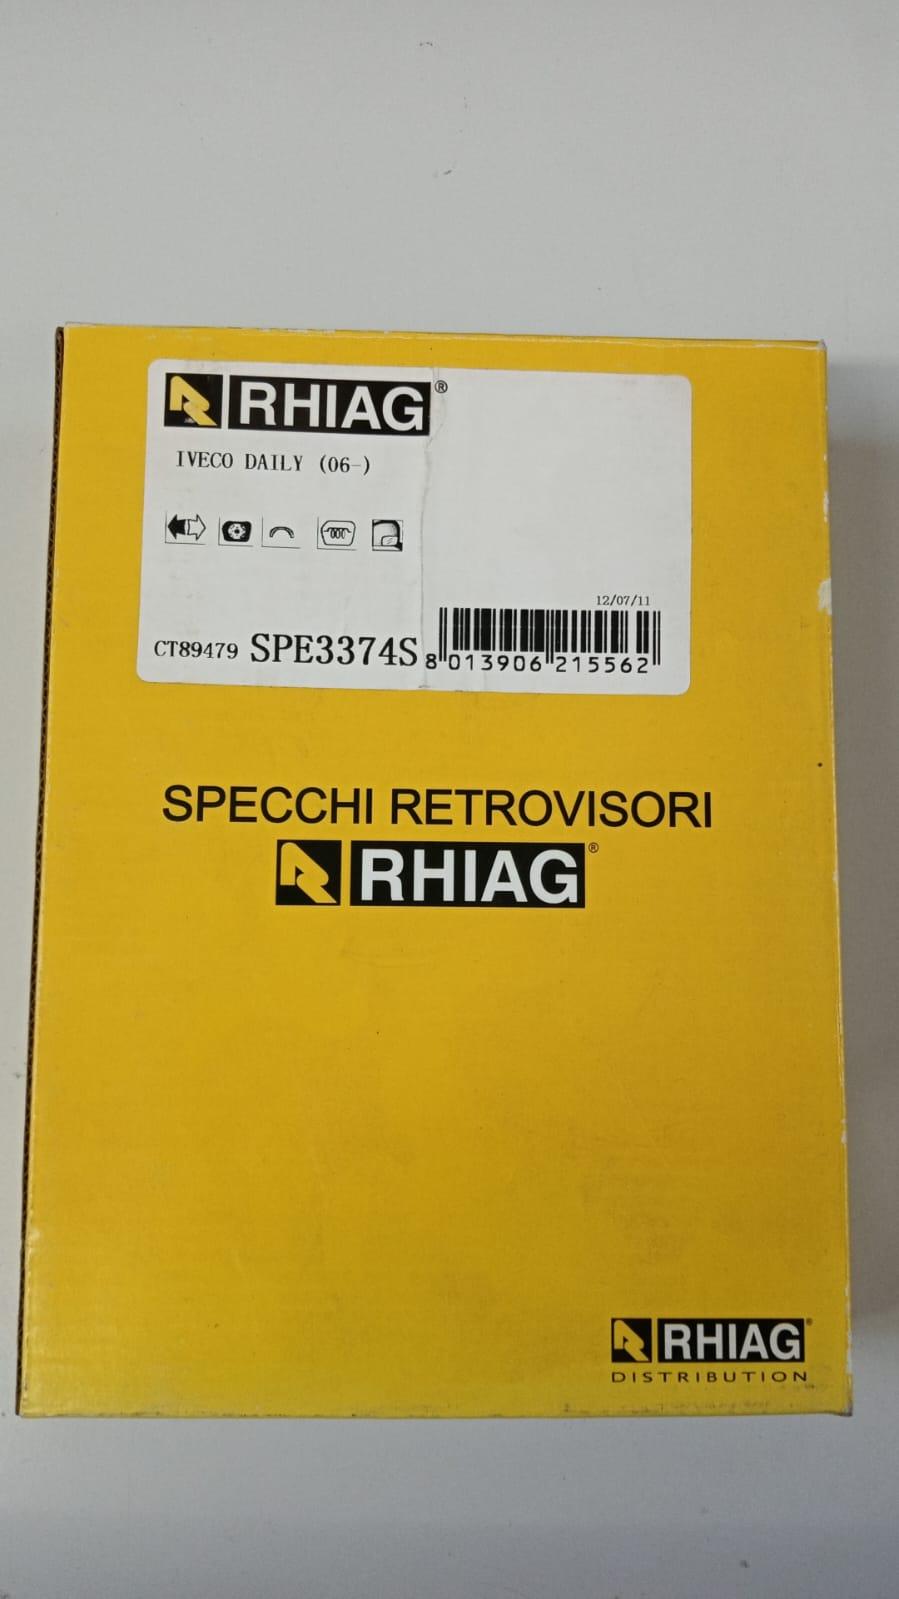 RHIAG®
IVECO DAILY (06-)
12/07/11
CT89479 SPE3374S 8 013906 215562
SPECCHI RETROVISORI
RHIAG®
RHIAG®
DISTRIBUTION